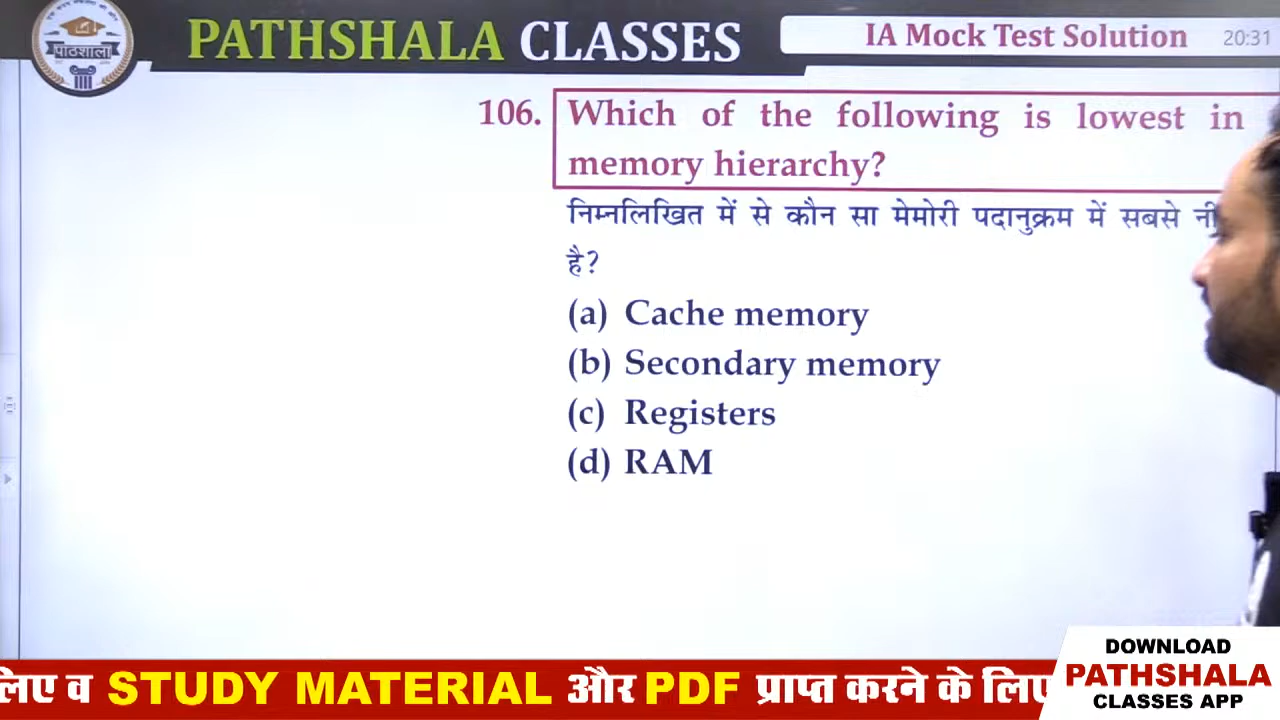 पाठशाला
PATHSHALA CLASSES
IA Mock Test Solution
20:31
106. Which of the following is lowest in
memory hierarchy?
निम्नलिखित में से कौन सा मेमोरी पदानुक्रम में सबसे
है?
(a) Cache memory
(b) Secondary memory
(c) Registers
(d) RAM
DOWNLOAD
PATHSHALA
CLASSES APP
लिए व STUDY MATERIAL और PDF प्राप्त करने के लिए